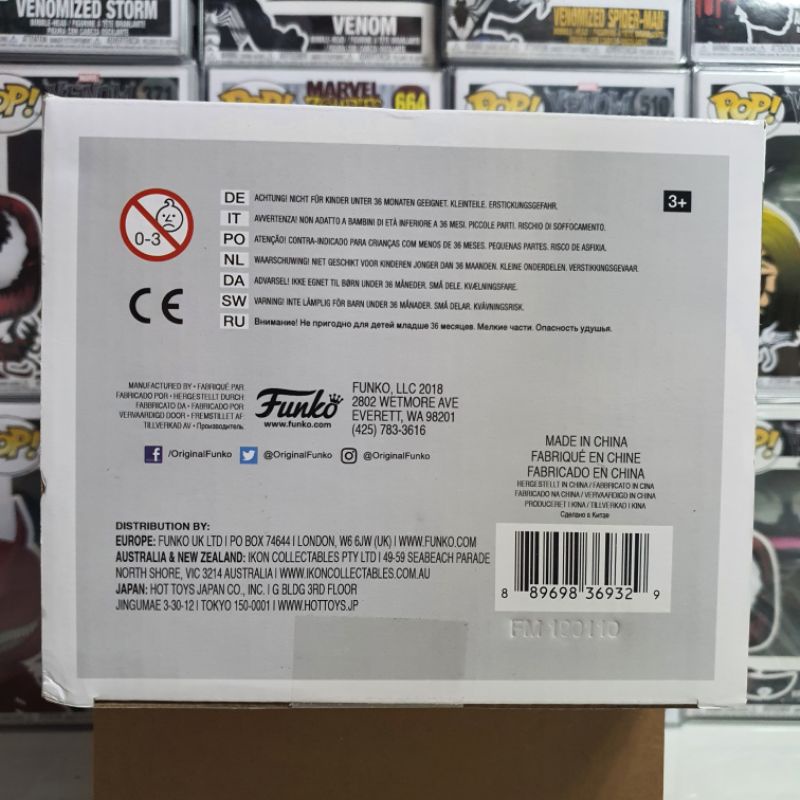 VENOMIZED STORM
VENOM
VENOMIZED SPIDER-MAN
POP!
771
POP!
MARVEL
664
POP!
510
POP!
0-3
3+
DE ACHTUNG! NICHT FÜR KINDER UNTER 36 MONATEN GEEIGNET. KLEINTEILE. ERSTICKUNGSGEFAHR.
IT AVVERTENZA! NON ADATTO A BAMBINI DI ETÀ INFERIORE A 36 MESI. PICCOLE PARTI. RISCHIO DI SOFFOCAMENTO.
PO ATENÇÃO! CONTRA-INDICADO PARA CRIANÇAS COM MENOS DE 36 MESES. PEQUENAS PARTES. RISCO DE ASFIXIA.
NL WAARSCHUWING! NIET GESCHIKT VOOR KINDEREN JONGER DAN 36 MAANDEN. KLEINE ONDERDELEN. VERSTIKKINGSGEVAAR.
DA ADVARSEL! IKKE EGNET TIL BØRN UNDER 36 MÅNEDER. SMÅ DELE. KVÆLNINGSFARE.
SW VARNING! INTE LÄMPLIG FÖR BARN UNDER 36 MÅNADER. SMÅ DELAR. KVÄVNINGSRISK.
RU Внимание! Не пригодно для детей младше 36 месяцев. Мелкие части. Опасность удушья.
CE
MANUFACTURED BY • FABRIQUÉ PAR
FABRICADO POR • HERGESTELLT DURCH
FABBRICATO DA • FABRICADO POR
VERVAARDIGD DOOR • FREMSTILLET AF
TILLVERKAD AV • Производитель
Funko
www.funko.com
FUNKO, LLC 2018
2802 WETMORE AVE
EVERETT, WA 98201
(425) 783-3616
/OriginalFunko @OriginalFunko @OriginalFunko
MADE IN CHINA
FABRIQUÉ EN CHINE
FABRICADO EN CHINA
HERGESTELLT IN CHINA / FABBRICATO IN CINA
FABRICADO NA CHINA / VERVAARDIGD IN CHINA
PRODUCERET I KINA / TILLVERKAD I KINA
Сделано в Китае
DISTRIBUTION BY:
EUROPE: FUNKO UK LTD I PO BOX 74644 I LONDON, W6 6JW (UK) I WWW.FUNKO.COM
AUSTRALIA & NEW ZEALAND: IKON COLLECTABLES PTY LTD I 49-59 SEABEACH PARADE
NORTH SHORE, VIC 3214 AUSTRALIA I WWW.IKONCOLLECTABLES.COM.AU
JAPAN: HOT TOYS JAPAN CO., INC. I G BLDG 3RD FLOOR
JINGUMAE 3-30-12 I TOKYO 150-0001 I WWW.HOTTOYS.JP
8 89698 36932 9
FM 190110